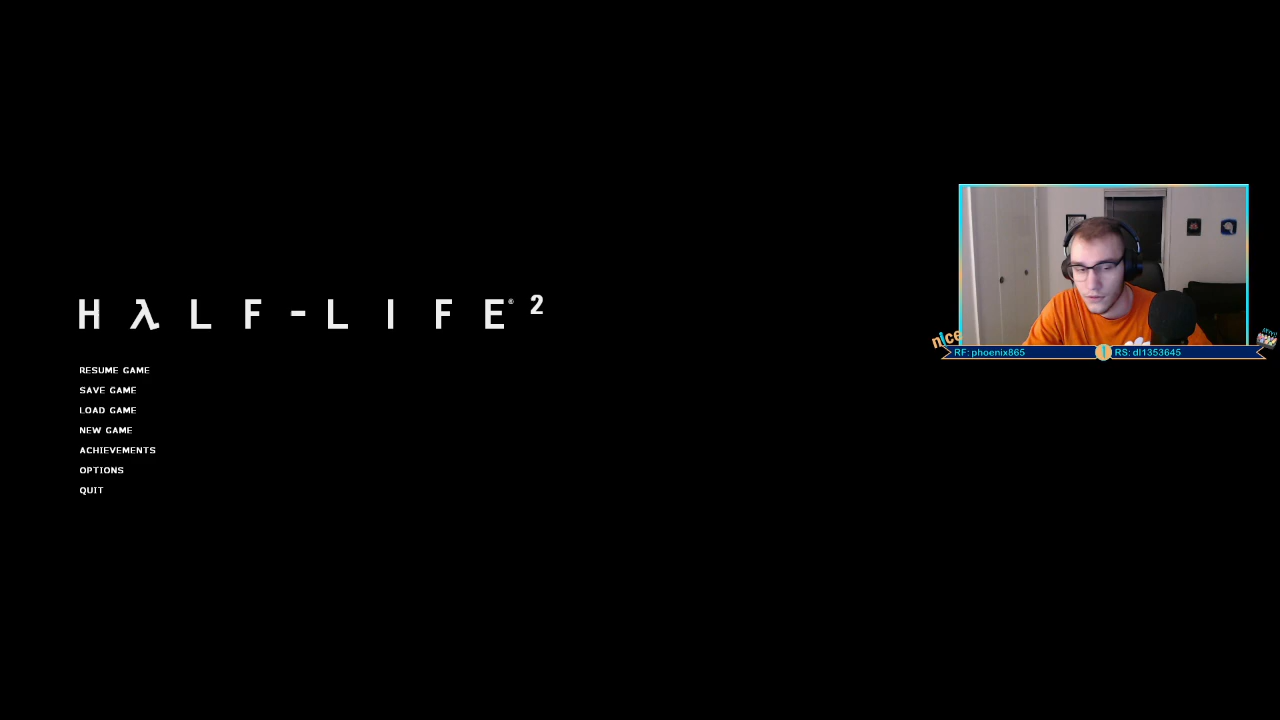 HλLF-LIFE® 2
RESUME GAME
SAVE GAME
LOAD GAME
NEW GAME
ACHIEVEMENTS
OPTIONS
QUIT
nice
RF: phoenix865
RS: dl1353645